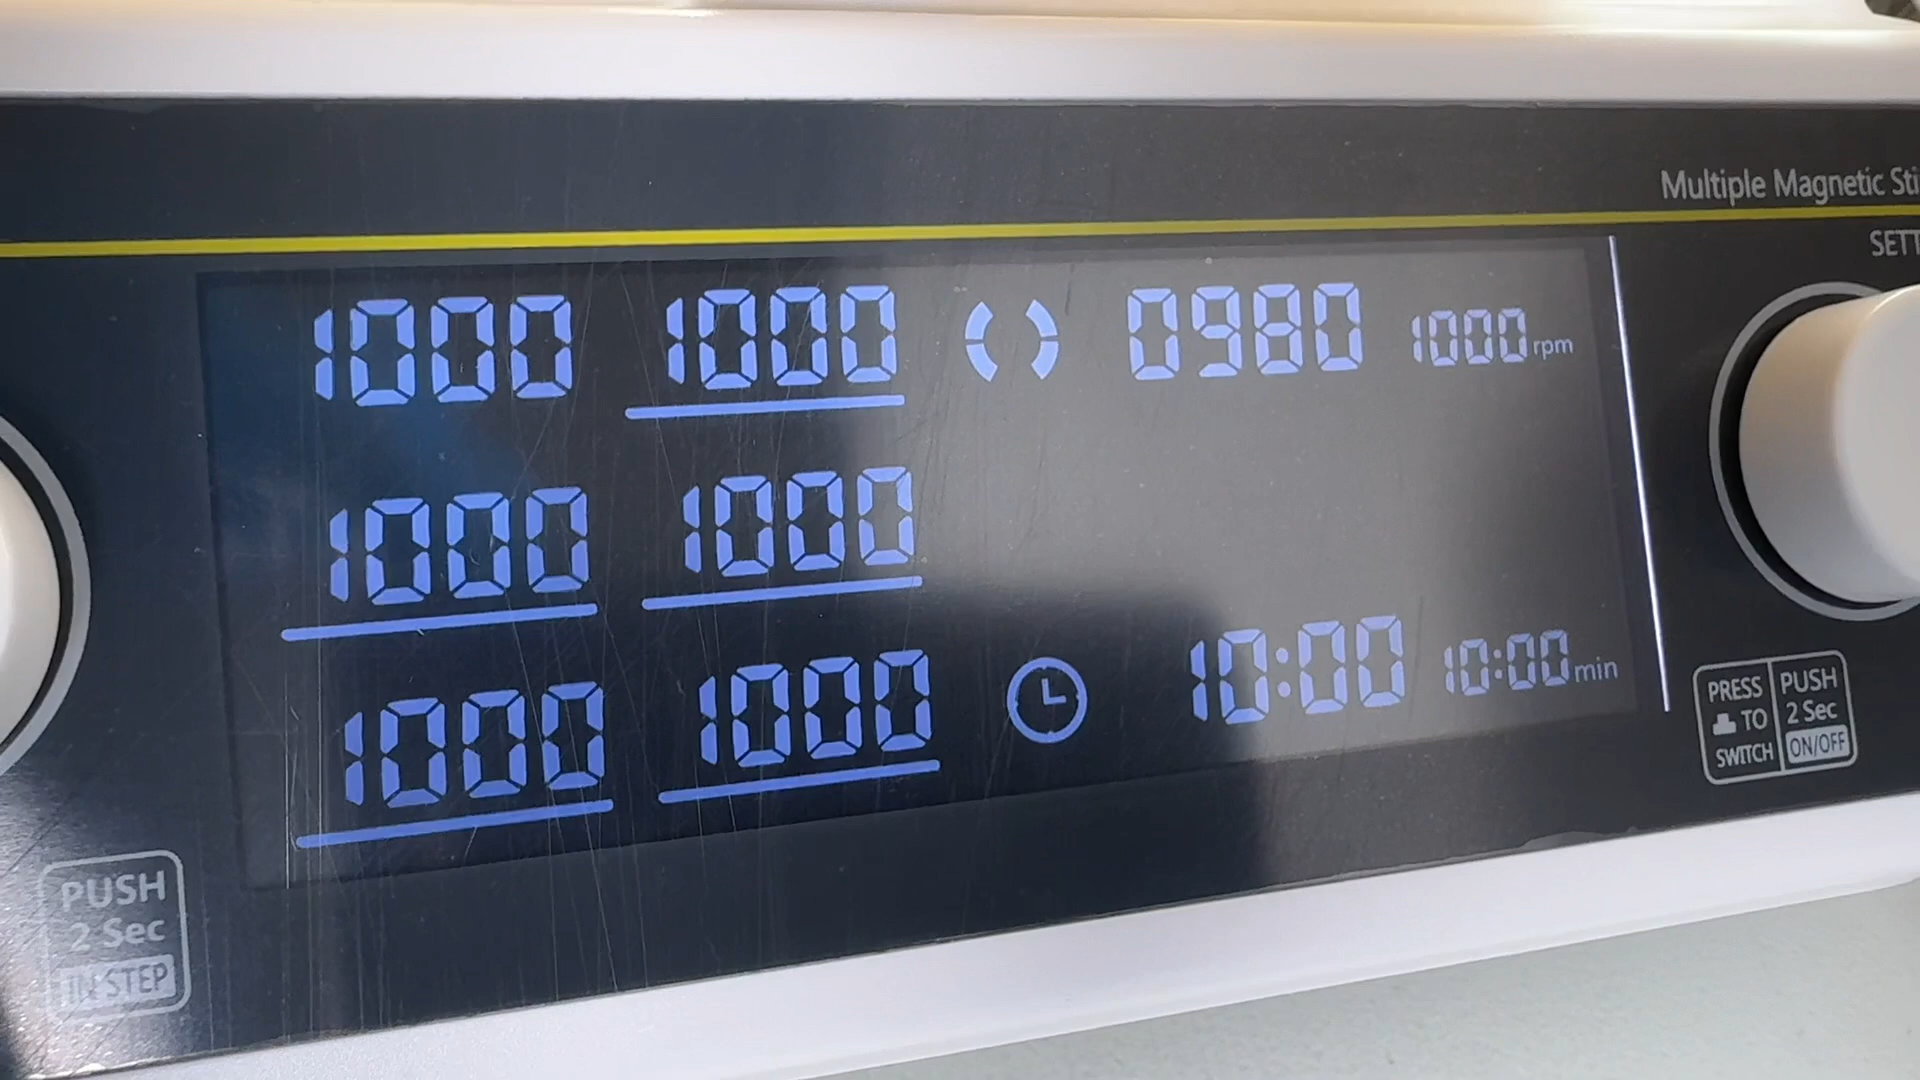 Multiple Magnetic Sti
SETT
1000 1000 0980 1000 rpm
1000 1000
1000 1000 10:00 10:00 min
PRESS TO SWITCH
PUSH 2 Sec ON/OFF
PUSH
2 Sec
IN STEP